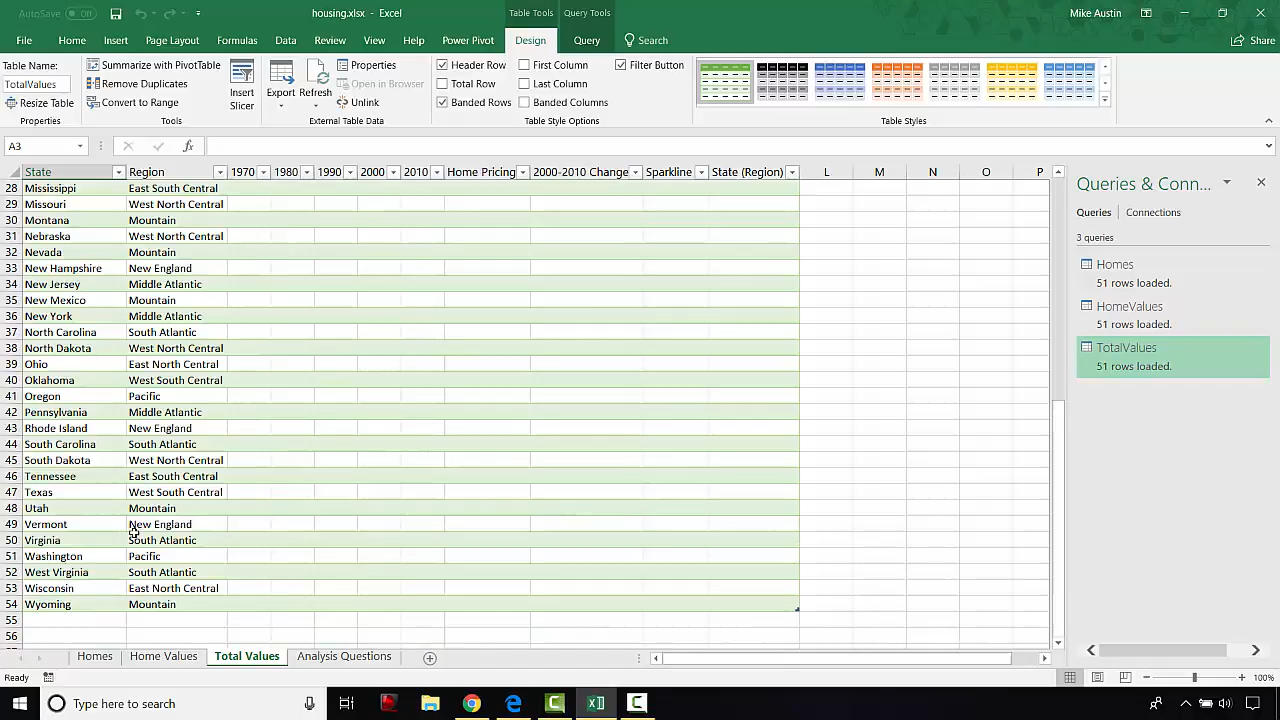 AutoSave Off housing.xlsx - Excel Table Tools Query Tools Mike Austin
File Home Insert Page Layout Formulas Data Review View Help Power Pivot Design Query Search Share
Table Name:
TotalValues
Resize Table
Properties
Summarize with PivotTable
Remove Duplicates
Convert to Range
Tools
Insert
Slicer
Export Refresh
Properties
Open in Browser
Unlink
External Table Data
Header Row First Column Filter Button
Total Row Last Column
Banded Rows Banded Columns
Table Style Options
Table Styles
A3 fx
State Region 1970 1980 1990 2000 2010 Home Pricing 2000-2010 Change Sparkline State (Region) L M N O P
28 Mississippi East South Central
29 Missouri West North Central
30 Montana Mountain
31 Nebraska West North Central
32 Nevada Mountain
33 New Hampshire New England
34 New Jersey Middle Atlantic
35 New Mexico Mountain
36 New York Middle Atlantic
37 North Carolina South Atlantic
38 North Dakota West North Central
39 Ohio East North Central
40 Oklahoma West South Central
41 Oregon Pacific
42 Pennsylvania Middle Atlantic
43 Rhode Island New England
44 South Carolina South Atlantic
45 South Dakota West North Central
46 Tennessee East South Central
47 Texas West South Central
48 Utah Mountain
49 Vermont New England
50 Virginia South Atlantic
51 Washington Pacific
52 West Virginia South Atlantic
53 Wisconsin East North Central
54 Wyoming Mountain
55
56
Queries & Conn...
Queries Connections
3 queries
Homes
51 rows loaded.
HomeValues
51 rows loaded.
TotalValues
51 rows loaded.
Homes Home Values Total Values Analysis Questions
Ready 100%
Type here to search